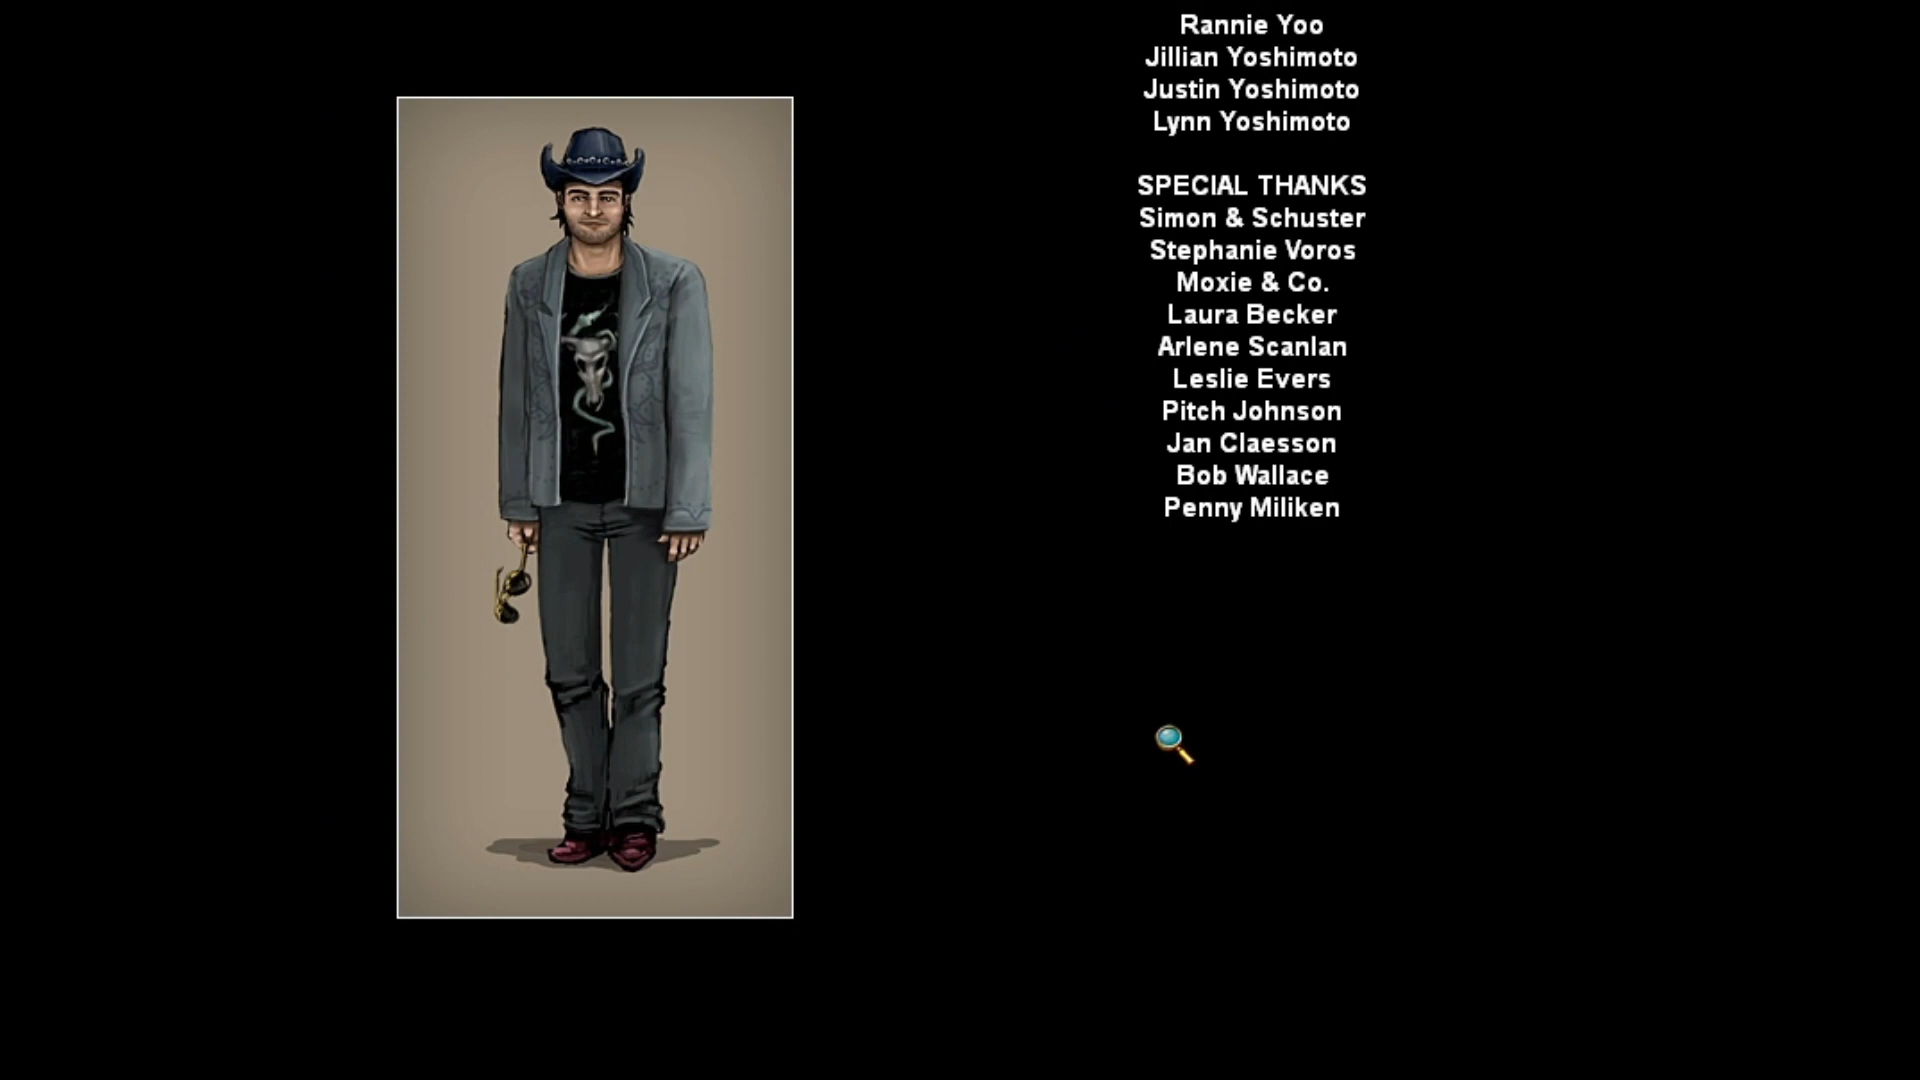 Rannie Yoo
Jillian Yoshimoto
Justin Yoshimoto
Lynn Yoshimoto
SPECIAL THANKS
Simon & Schuster
Stephanie Voros
Moxie & Co.
Laura Becker
Arlene Scanlan
Leslie Evers
Pitch Johnson
Jan Claesson
Bob Wallace
Penny Miliken